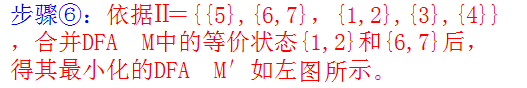 步骤⑥：依据Π={{5},{6,7}，{1,2},{3},{4}}
，合并DFA M中的等价状态{1,2}和{6,7}后，
得其最小化的DFA M′如左图所示。